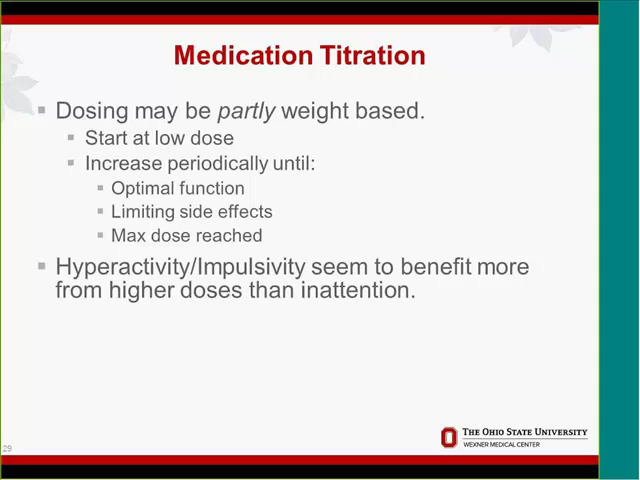 Medication Titration
▪ Dosing may be partly weight based.
▪ Start at low dose
▪ Increase periodically until:
▪ Optimal function
▪ Limiting side effects
▪ Max dose reached
▪ Hyperactivity/Impulsivity seem to benefit more
from higher doses than inattention.
THE OHIO STATE UNIVERSITY
WEXNER MEDICAL CENTER
29